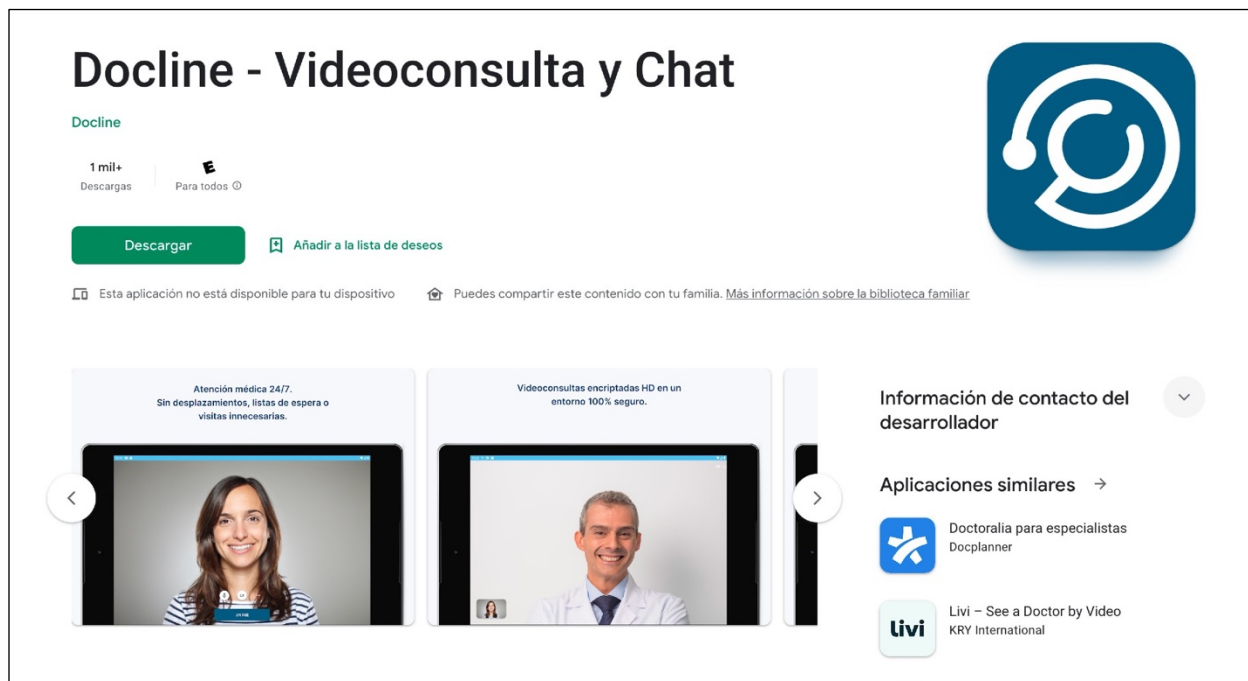 Docline - Videoconsulta y Chat
Docline
1 mil+
Descargas
E
Para todos
Descargar
Añadir a la lista de deseos
Esta aplicación no está disponible para tu dispositivo
Puedes compartir este contenido con tu familia. Más información sobre la biblioteca familiar
Atención médica 24/7.
Sin desplazamientos, listas de espera o
visitas innecesarias.
Videoconsultas encriptadas HD en un
entorno 100% seguro.
Información de contacto del
desarrollador
Aplicaciones similares
Doctoralia para especialistas
Docplanner
Livi
Livi – See a Doctor by Video
KRY International